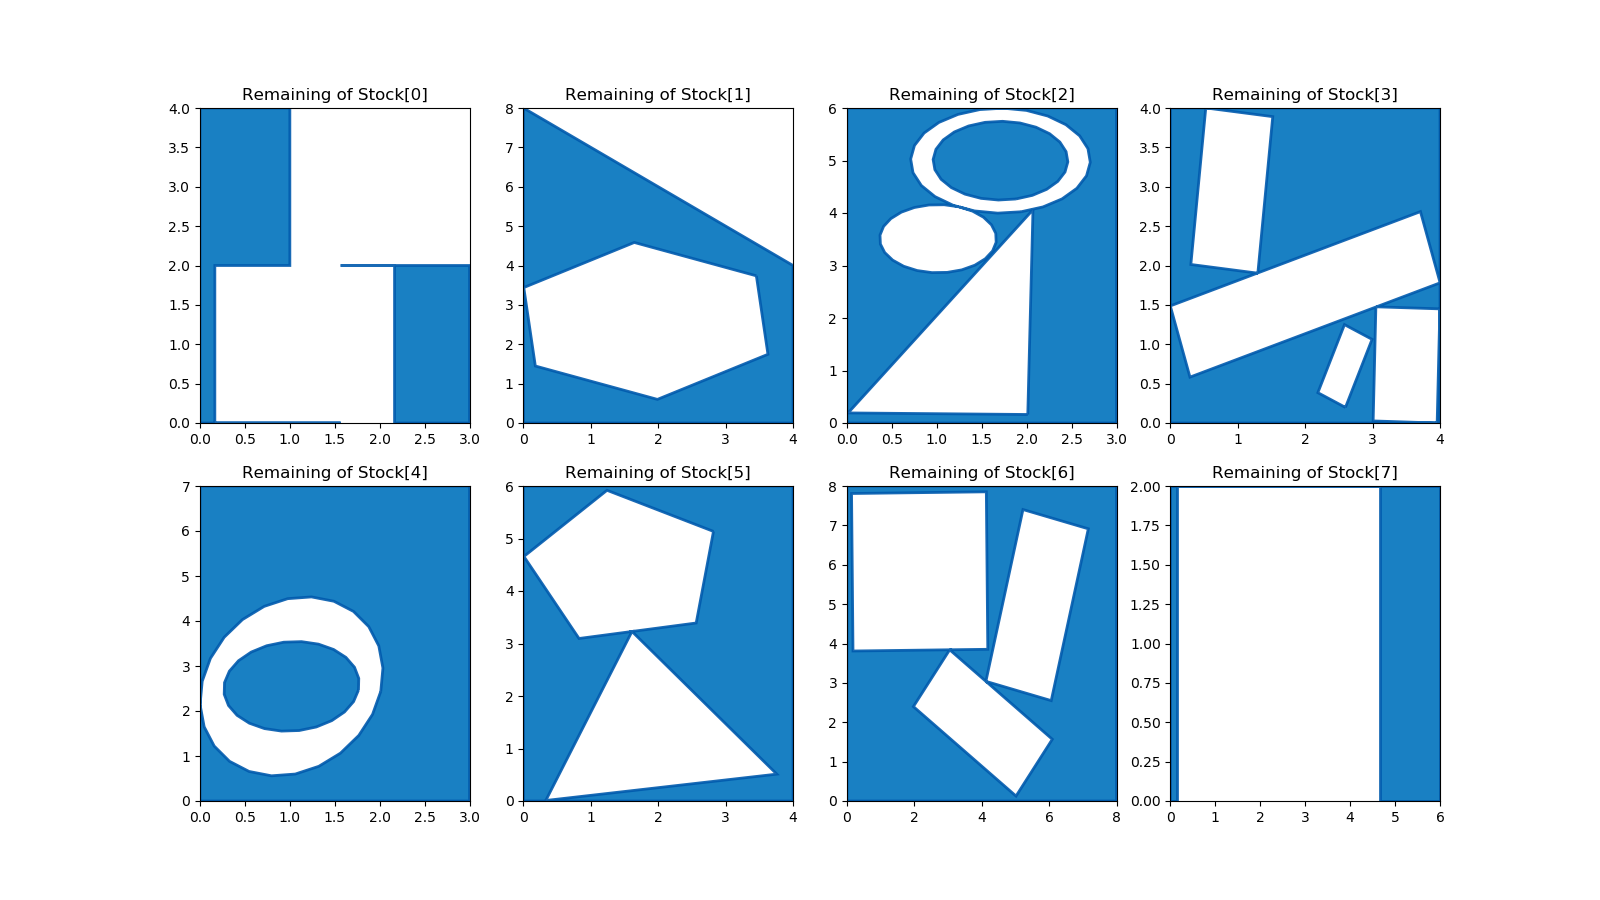 Remaining of Stock[0] Remaining of Stock[1] Remaining of Stock[2] Remaining of Stock[3]
4.0 8 6 4.0
3.5 7 3.5
3.0 6 5 3.0
2.5 5 4 2.5
2.0 4 3 2.0
1.5 3 2 1.5
1.0 2 1.0
0.5 1 1 0.5
0.0 0 0 0.0
0.0 0.5 1.0 1.5 2.0 2.5 3.0 0 1 2 3 4 0.0 0.5 1.0 1.5 2.0 2.5 3.0 0 1 2 3 4
Remaining of Stock[4] Remaining of Stock[5] Remaining of Stock[6] Remaining of Stock[7]
7 6 8 2.00
6 5 7 1.75
5 6 1.50
4 4 5 1.25
3 3 4 1.00
2 2 3 0.75
2 0.50
1 1 1 0.25
0 0 0 0.00
0.0 0.5 1.0 1.5 2.0 2.5 3.0 0 1 2 3 4 0 2 4 6 8 0 1 2 3 4 5 6